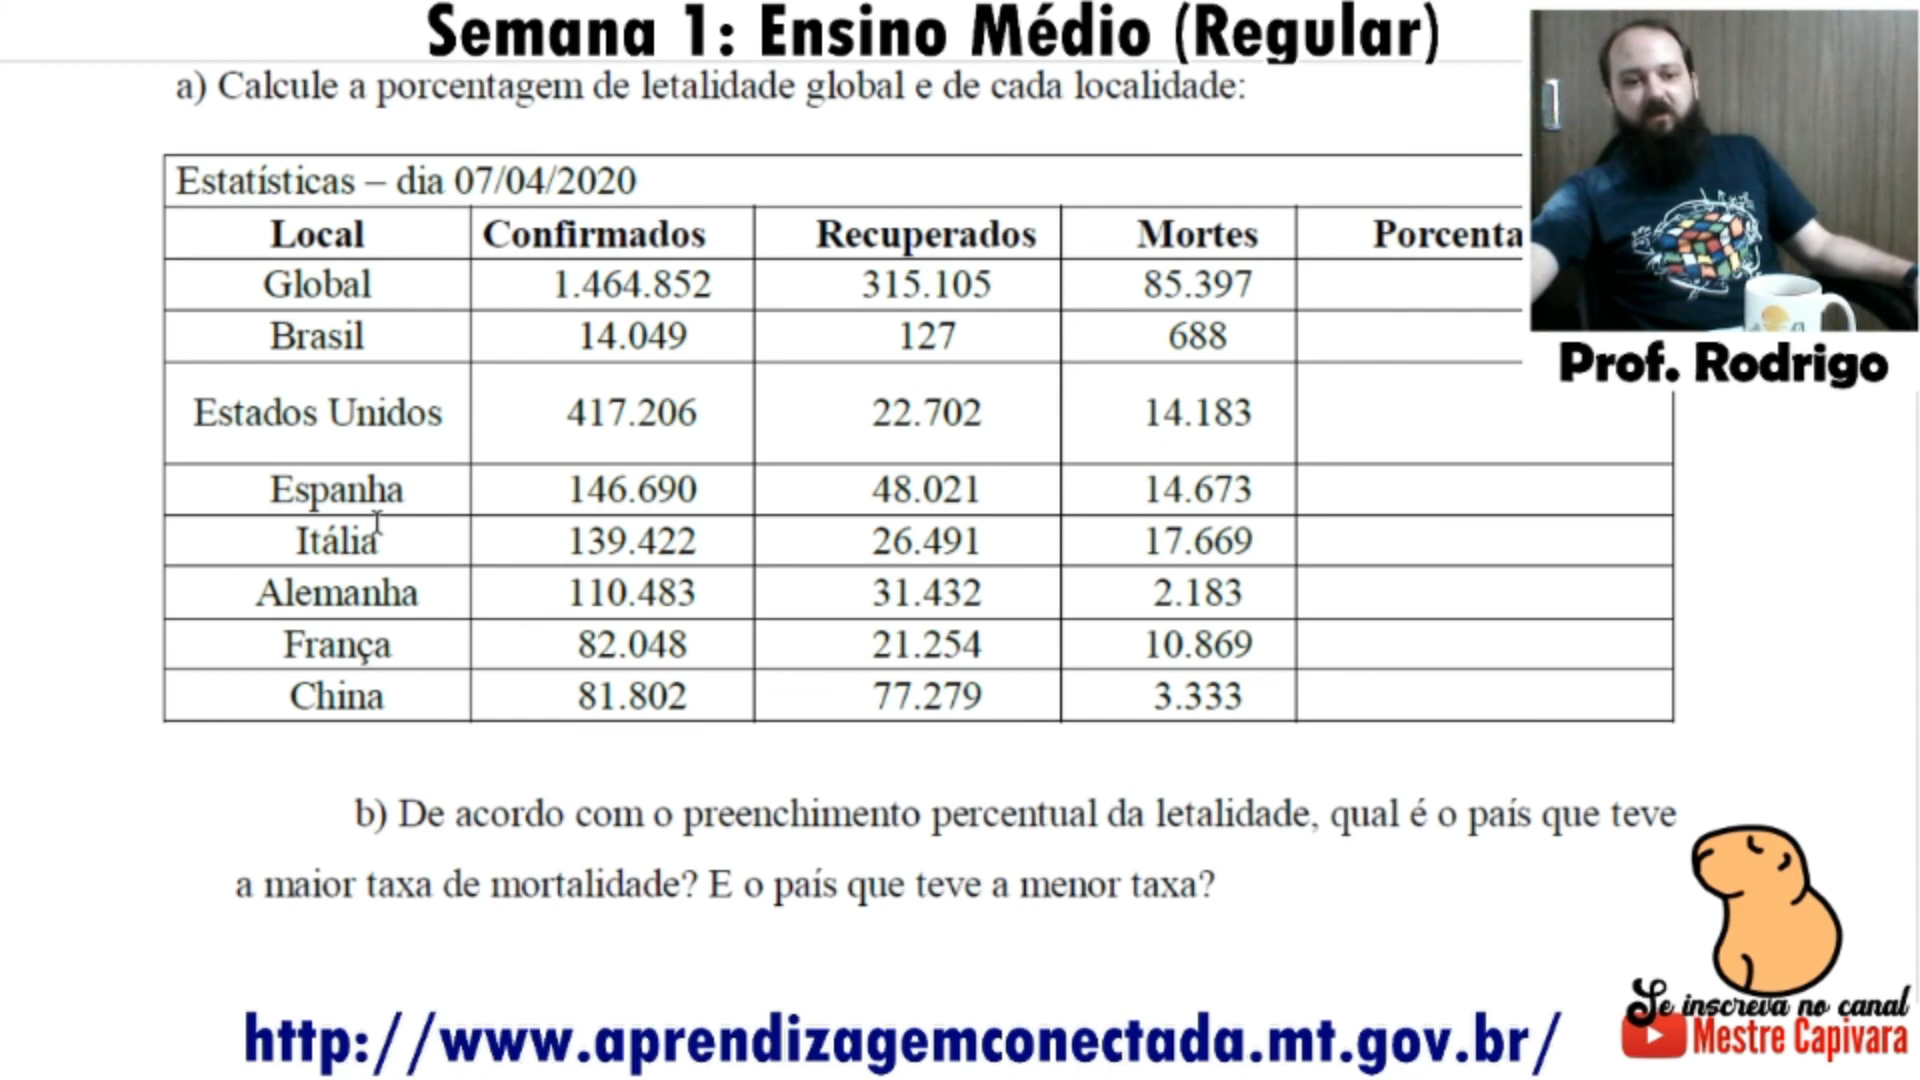 Semana 1: Ensino Médio (Regular)
a) Calcule a porcentagem de letalidade global e de cada localidade:
Estatísticas – dia 07/04/2020
Local Confirmados Recuperados Mortes Porcenta
Global 1.464.852 315.105 85.397
Brasil 14.049 127 688
Estados Unidos 417.206 22.702 14.183
Espanha 146.690 48.021 14.673
Itália 139.422 26.491 17.669
Alemanha 110.483 31.432 2.183
França 82.048 21.254 10.869
China 81.802 77.279 3.333
Prof. Rodrigo
b) De acordo com o preenchimento percentual da letalidade, qual é o país que teve
a maior taxa de mortalidade? E o país que teve a menor taxa?
http://www.aprendizagemconectada.mt.gov.br/
Se inscreva no canal
Mestre Capivara